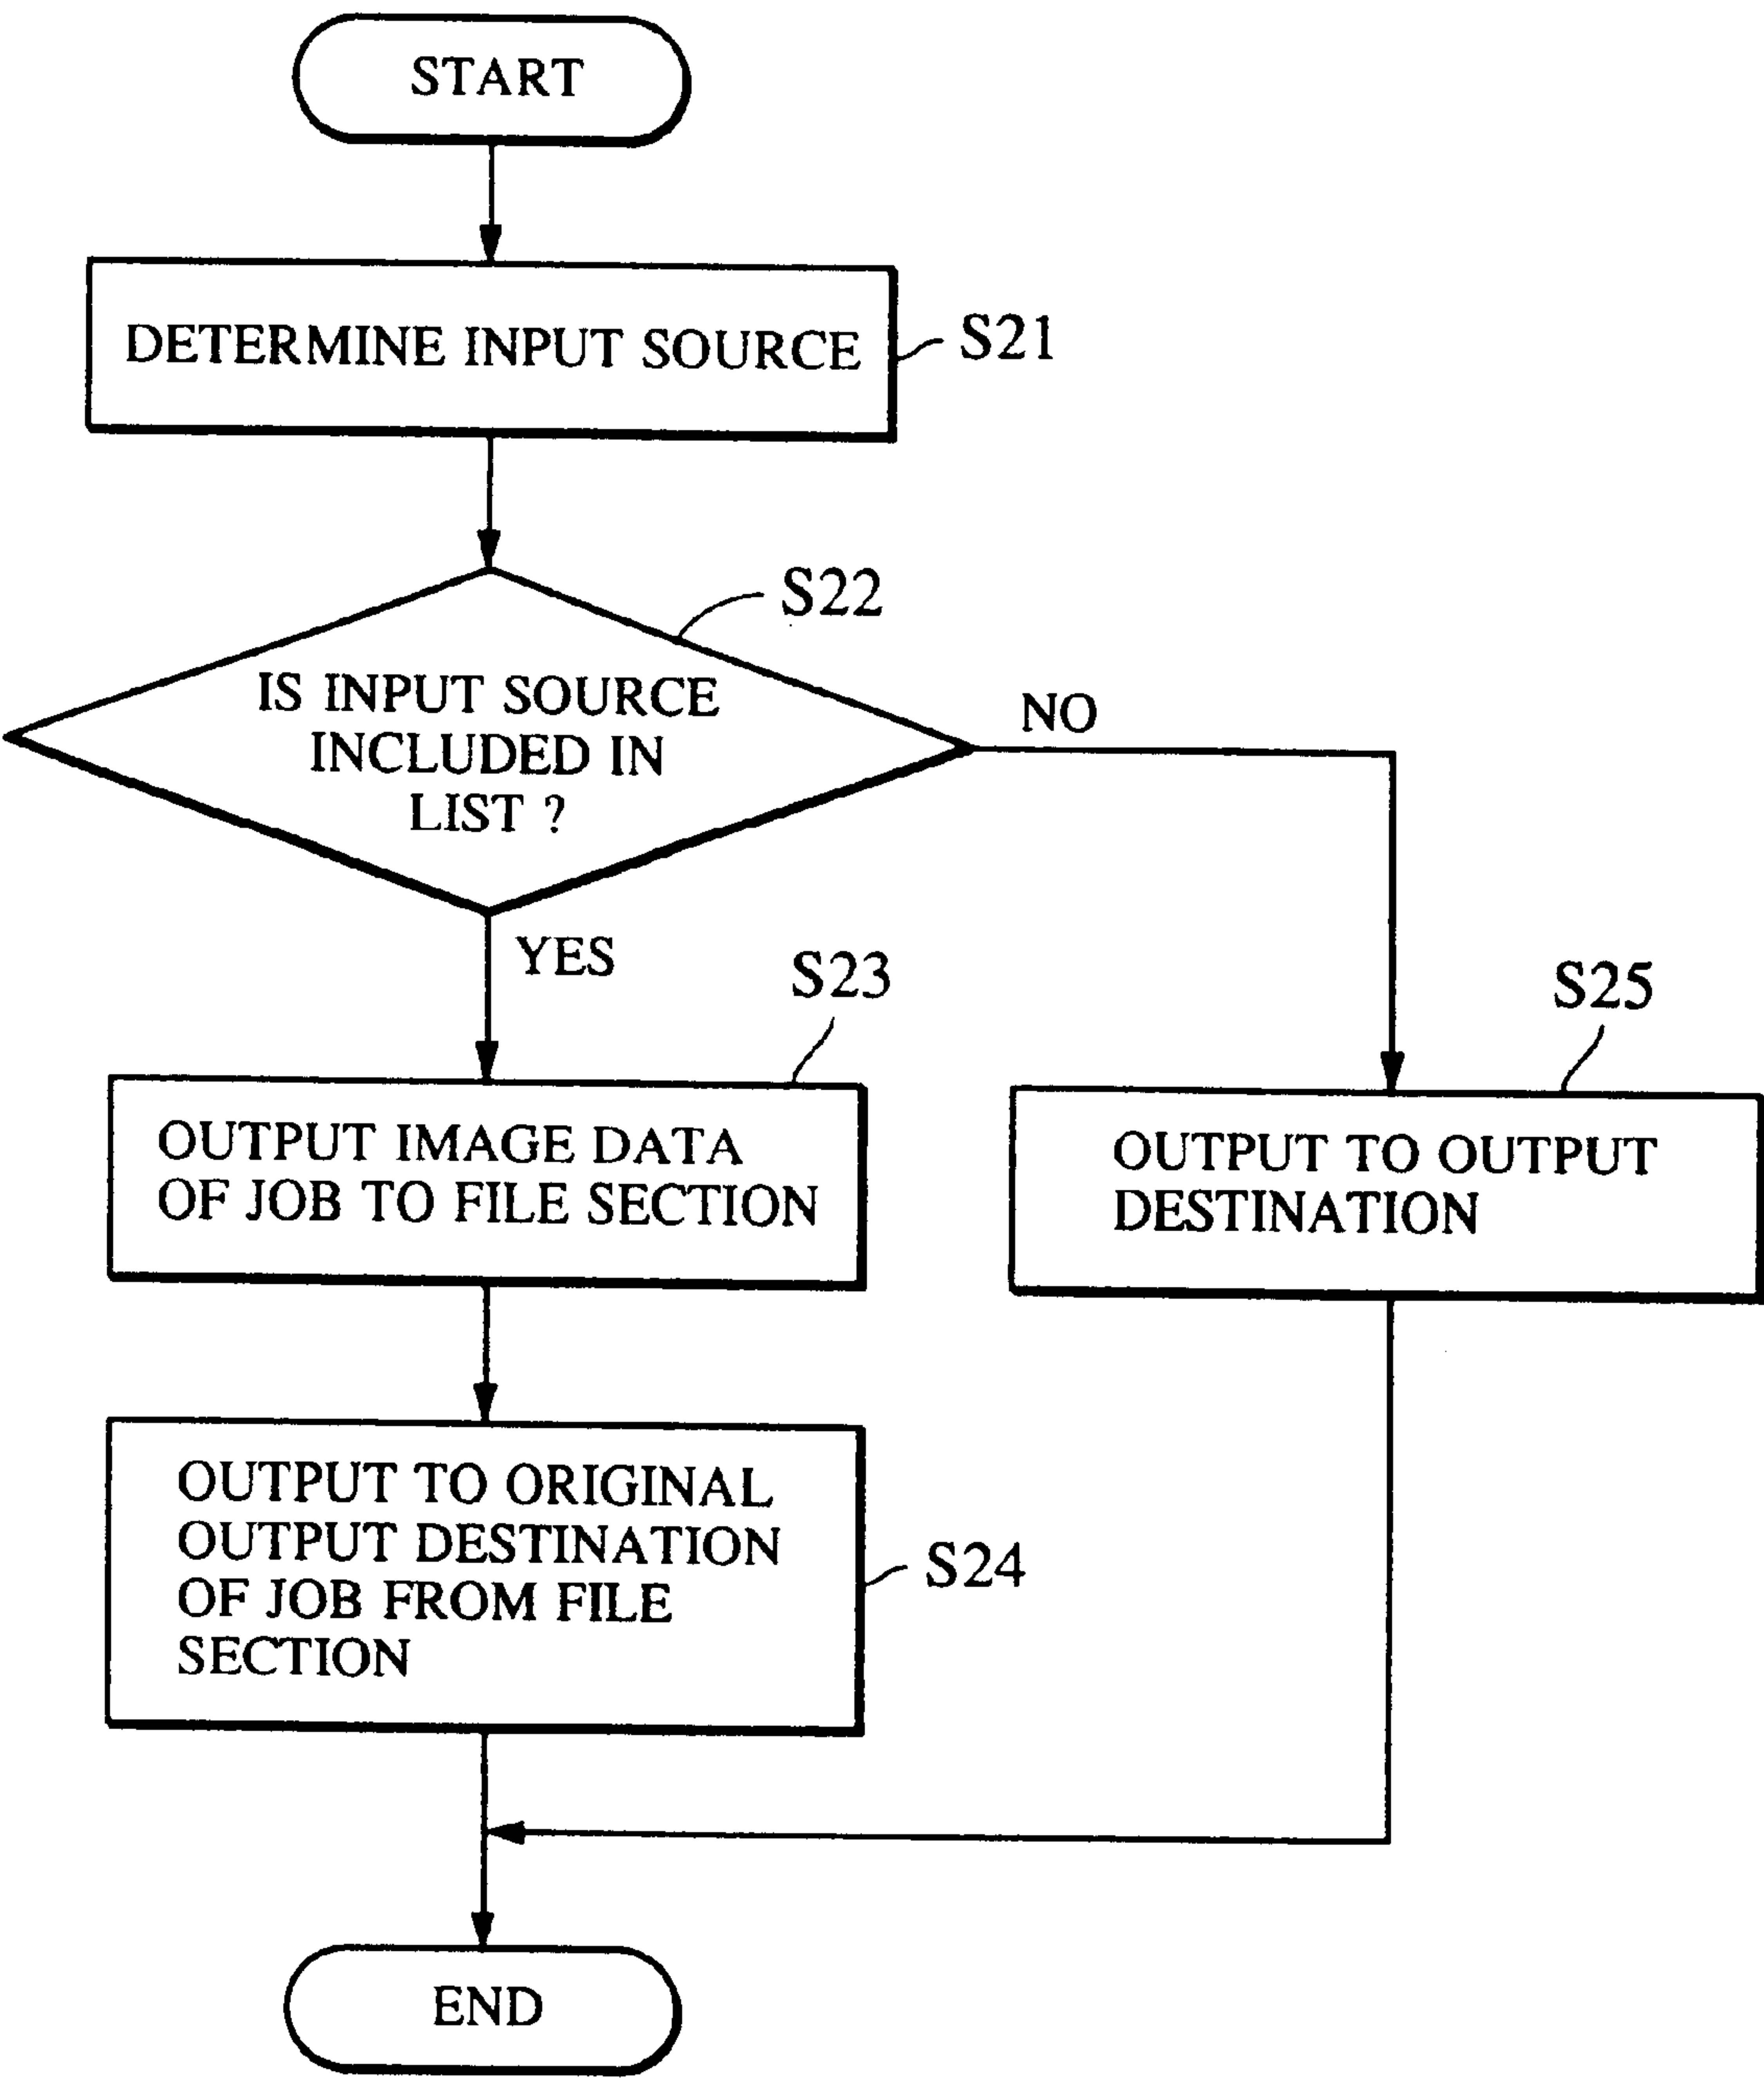 START
DETERMINE INPUT SOURCE
S21
S22
IS INPUT SOURCE
INCLUDED IN
LIST ?
NO
YES
S23
OUTPUT IMAGE DATA
OF JOB TO FILE SECTION
S25
OUTPUT TO OUTPUT
DESTINATION
OUTPUT TO ORIGINAL
OUTPUT DESTINATION
OF JOB FROM FILE
SECTION
S24
END